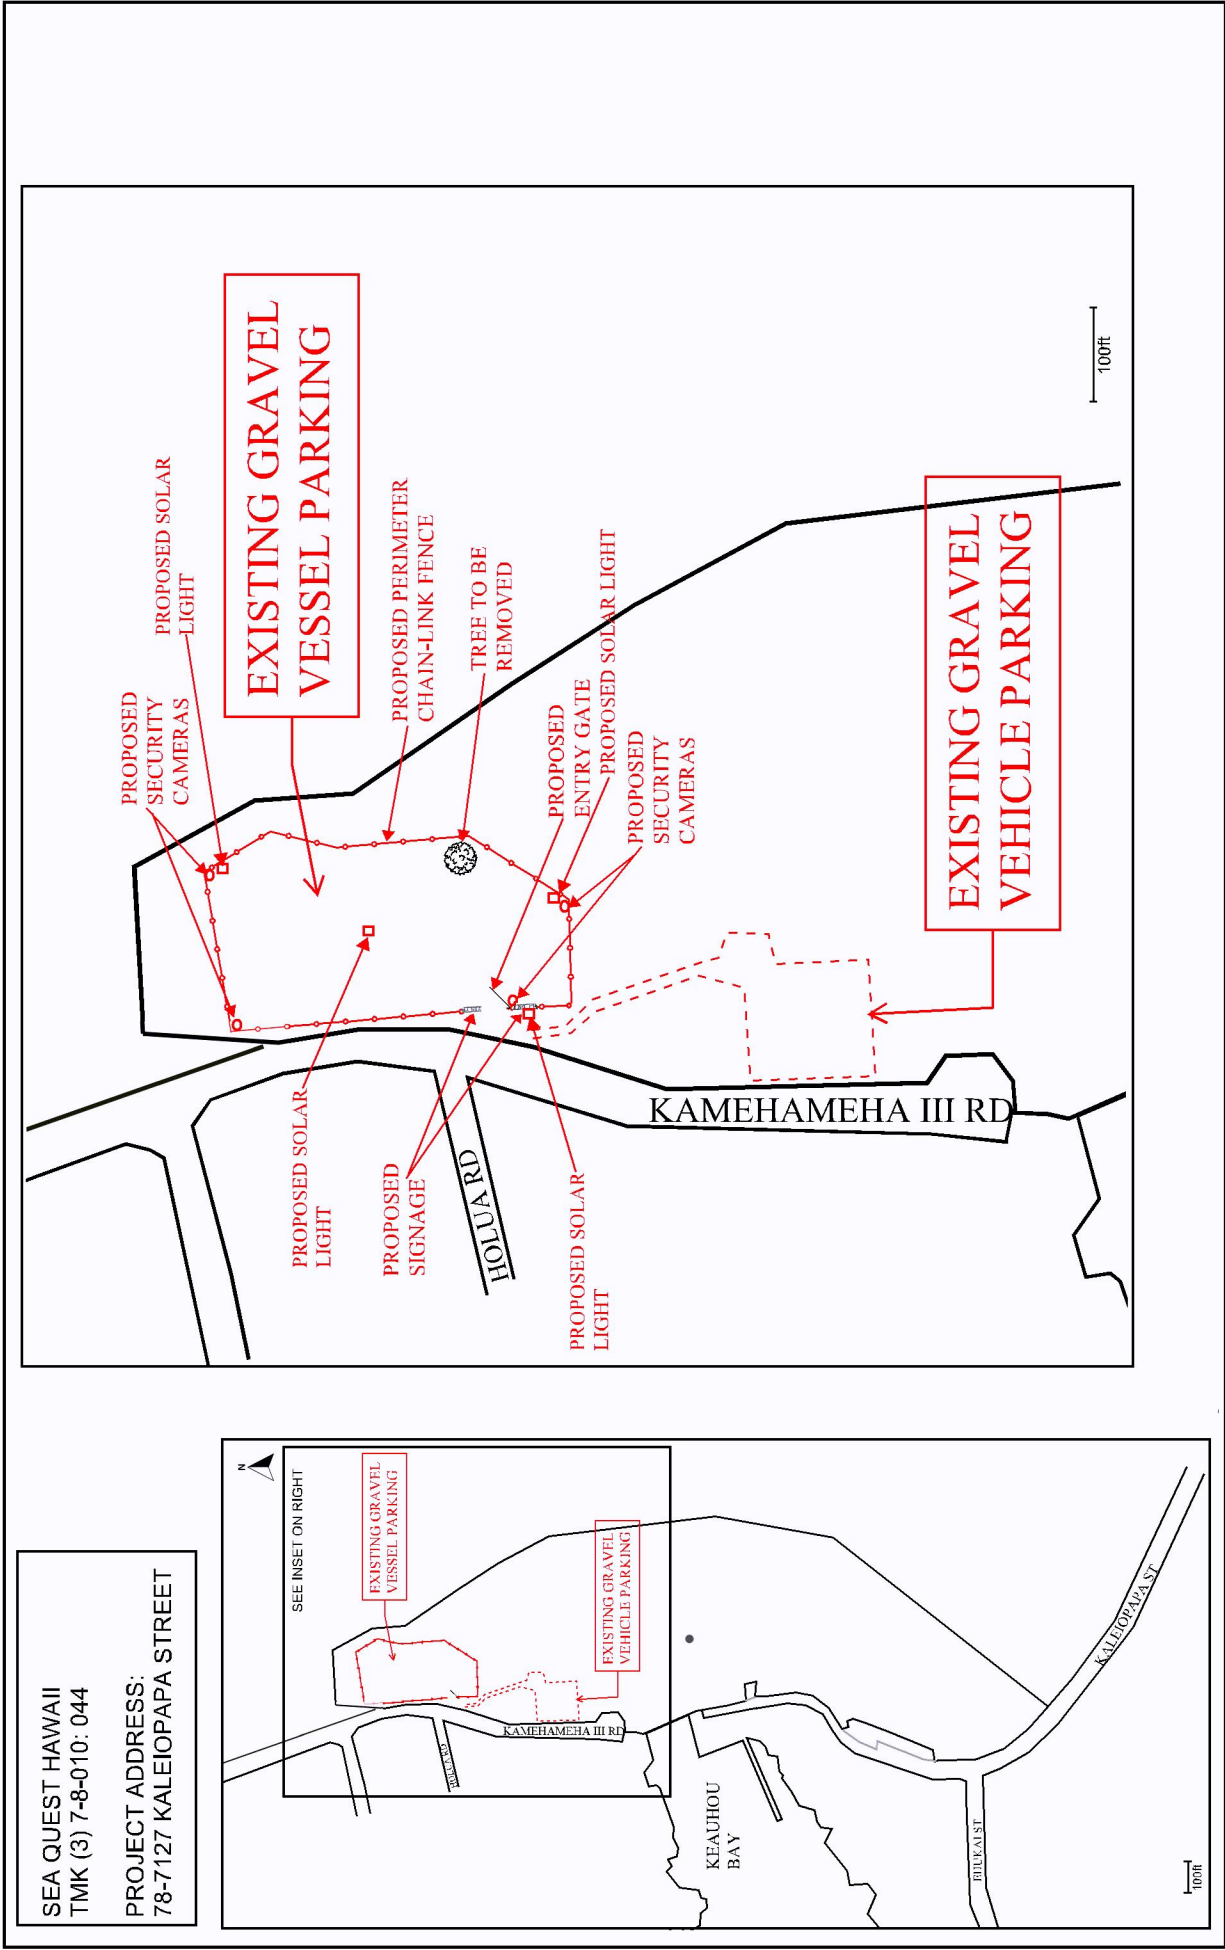 SEA QUEST HAWAII
TMK (3) 7-8-010: 044
PROJECT ADDRESS:
78-7127 KALEIOPAPA STREET
N
SEE INSET ON RIGHT
EXISTING GRAVEL
VESSEL PARKING
EXISTING GRAVEL
VEHICLE PARKING
KAMEHAMEHA III RD
HOLUA RD
KEAUHOU
BAY
EHUKAI ST
KALEIOPAPA ST
100ft
PROPOSED
SECURITY
CAMERAS
PROPOSED SOLAR
LIGHT
EXISTING GRAVEL
VESSEL PARKING
PROPOSED PERIMETER
CHAIN-LINK FENCE
TREE TO BE
REMOVED
PROPOSED
ENTRY GATE
PROPOSED SOLAR LIGHT
PROPOSED
SECURITY
CAMERAS
PROPOSED SOLAR
LIGHT
PROPOSED
SIGNAGE
HOLUA RD
PROPOSED SOLAR
LIGHT
KAMEHAMEHA III RD
EXISTING GRAVEL
VEHICLE PARKING
100ft